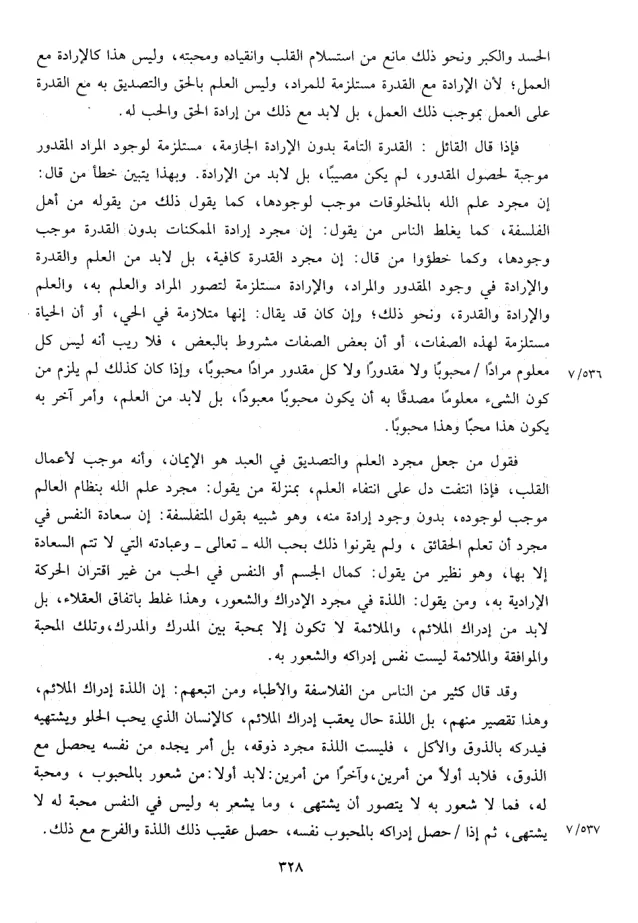 الحسد والكبر ونحو ذلك مانع من استسلام القلب وانقياده ومحبته، وليس هذا كالإرادة مع
العمل؛ لأن الإرادة مع القدرة مستلزمة للمراد، وليس العلم بالحق والتصديق به مع القدرة
على العمل بموجب ذلك العمل، بل لابد مع ذلك من إرادة الحق والحب له.
فإذا قال القائل : القدرة التامة بدون الإرادة الجازمة، مستلزمة لوجود المراد المقدور
موجبة لحصول المقدور، لم يكن مصيبًا، بل لابد من الإرادة. وبهذا يتبين خطأ من قال:
إن مجرد علم الله بالمخلوقات موجب لوجودها، كما يقول ذلك من يقوله من أهل
الفلسفة، كما يغلط الناس من يقول: إن مجرد إرادة الممكنات بدون القدرة موجب
وجودها، وكما خطؤوا من قال: إن مجرد القدرة كافية، بل لابد من العلم والقدرة
والإرادة في وجود المقدور والمراد، والإرادة مستلزمة لتصور المراد والعلم به، والعلم
والإرادة والقدرة، ونحو ذلك؛ وإن كان قد يقال: إنها متلازمة في الحي، أو أن الحياة
مستلزمة لهذه الصفات، أو أن بعض الصفات مشروط بالبعض ، فلا ريب أنه ليس كل
معلوم مرادًا / محبوبًا ولا مقدورًا ولا كل مقدور مرادًا محبوبًا، وإذا كان كذلك لم يلزم من
٧/٥٣٦
كون الشىء معلومًا مصدقًا به أن يكون محبوبًا معبودًا، بل لابد من العلم، وأمر آخر به
يكون هذا محبًا وهذا محبوبًا.
فقول من جعل مجرد العلم والتصديق في العبد هو الإيمان، وأنه موجب لأعمال
القلب، فإذا انتفت دل على انتفاء العلم، بمنزلة من يقول: مجرد علم الله بنظام العالم
موجب لوجوده، بدون وجود إرادة منه، وهو شبيه بقول المتفلسفة: إن سعادة النفس في
مجرد أن تعلم الحقائق ، ولم يقرنوا ذلك بحب الله ـ تعالى ـ وعبادته التي لا تتم السعادة
إلا بها، وهو نظير من يقول: كمال الجسم أو النفس في الحب من غير اقتران الحركة
الإرادية به، ومن يقول: اللذة في مجرد الإدراك والشعور، وهذا غلط باتفاق العقلاء، بل
لابد من إدراك الملائم، والملائمة لا تكون إلا بمحبة بين المدرك والمدرك، وتلك المحبة
والموافقة والملائمة ليست نفس إدراكه والشعور به.
وقد قال كثير من الناس من الفلاسفة والأطباء ومن اتبعهم: إن اللذة إدراك الملائم،
وهذا تقصير منهم، بل اللذة حال يعقب إدراك الملائم، كالإنسان الذي يحب الحلو ويشتهيه
فيدركه بالذوق والأكل ، فليست اللذة مجرد ذوقه، بل أمر يجده من نفسه يحصل مع
الذوق، فلابد أولاً من أمرين، وآخرًا من أمرين: لابد أولا: من شعور بالمحبوب ، ومحبة
له، فما لا شعور به لا يتصور أن يشتهى ، وما يشعر به وليس في النفس محبة له لا
يشتهى، ثم إذا / حصل إدراكه بالمحبوب نفسه، حصل عقيب ذلك اللذة والفرح مع ذلك.
٧/٥٣٧
٣٢٨